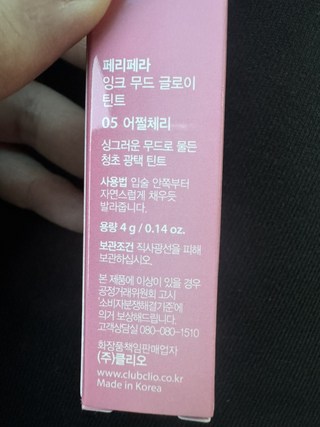 페리페라
잉크 무드 글로이
틴트
05 어쩔체리
싱그러운 무드로 물든
청초 광택 틴트
사용법 입술 안쪽부터
자연스럽게 채우듯
발라줍니다.
용량 4 g / 0.14 oz.
보관조건 직사광선을 피해
보관하십시오.
본 제품에 이상이 있을 경우
공정거래위원회 고시
'소비자분쟁해결기준'에
의거 보상해드립니다.
고객상담실 080-080-1510
화장품책임판매업자
(주)클리오
www.clubclio.co.kr
Made in Korea